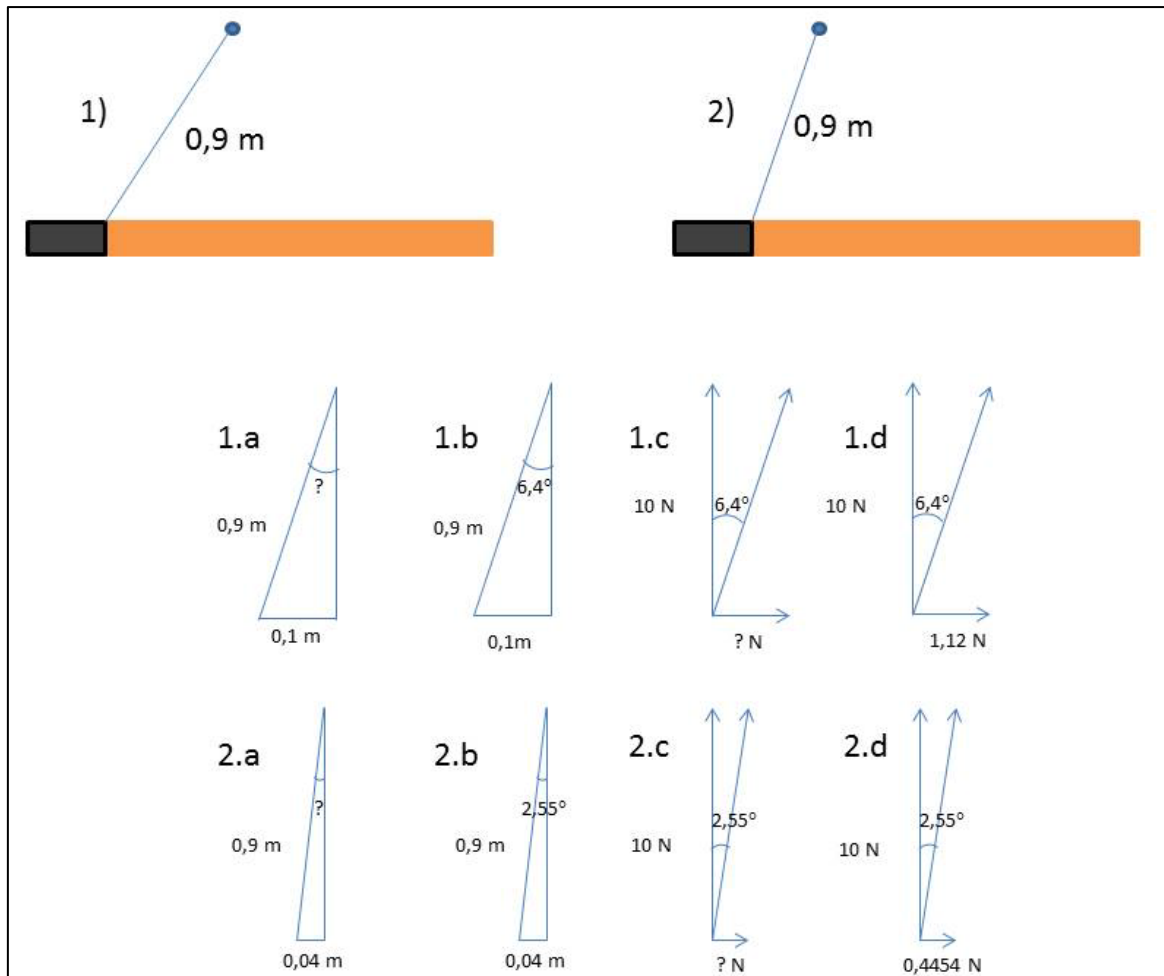 1)
0,9 m
2)
0,9 m
1.a
?
0,9 m
0,1 m
1.b
6,4°
0,9 m
0,1m
1.c
10 N
6,4°
? N
1.d
10 N
6,4°
1,12 N
2.a
?
0,9 m
0,04 m
2.b
2,55°
0,9 m
0,04 m
2.c
2,55°
10 N
? N
2.d
2,55°
10 N
0,4454 N